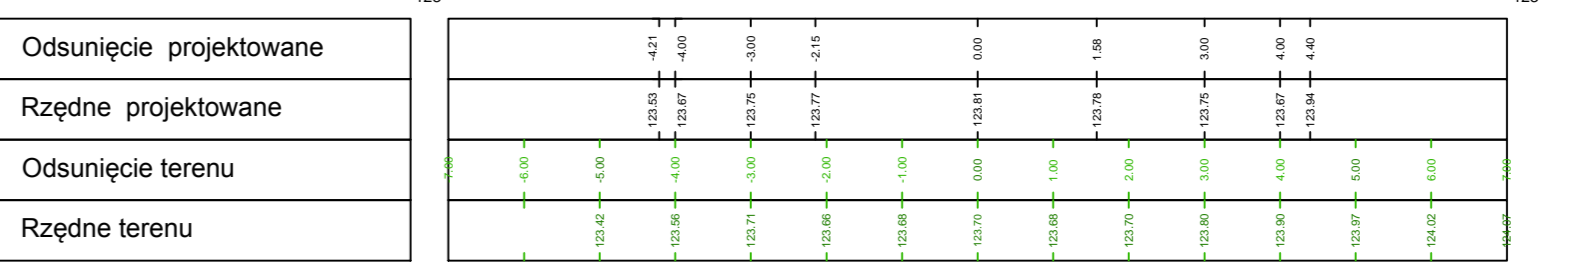 Odsunięcie projektowane -4.21 -4.00 -3.00 -2.15 0.00 1.58 3.00 4.00 4.40
Rzędne projektowane 123.53 123.67 123.75 123.77 123.81 123.78 123.75 123.67 123.94
Odsunięcie terenu -6.00 -5.00 -4.00 -3.00 -2.00 -1.00 0.00 1.00 2.00 3.00 4.00 5.00 6.00 7.00
Rzędne terenu 123.42 123.56 123.71 123.66 123.68 123.70 123.68 123.70 123.80 123.90 123.97 124.02 124.07